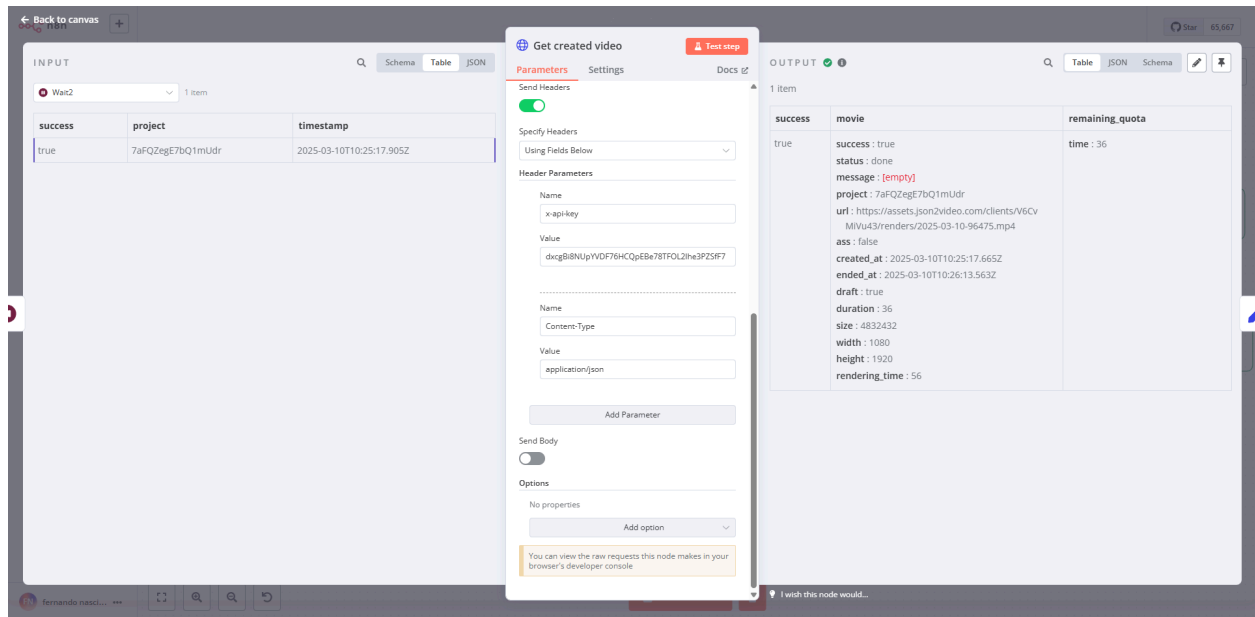 ← Back to canvas
n8n
+
Star 65,667
INPUT
Schema Table JSON
Wait2
1 item
success project timestamp
true 7aFQZegE7bQ1mUdr 2025-03-10T10:25:17.905Z
Get created video
Test step
Parameters Settings Docs
Send Headers
Specify Headers
Using Fields Below
Header Parameters
Name
x-api-key
Value
dxcgBi8NUpYVDF76HCQpEBe78TFOL2lhe3PZSfF7
Name
Content-Type
Value
application/json
Add Parameter
Send Body
Options
No properties
Add option
You can view the raw requests this node makes in your
browser's developer console
OUTPUT
Table JSON Schema
1 item
success movie remaining_quota
true
success : true
status : done
message : [empty]
project : 7aFQZegE7bQ1mUdr
url : https://assets.json2video.com/clients/V6Cv
MiVu43/renders/2025-03-10-96475.mp4
ass : false
created_at : 2025-03-10T10:25:17.665Z
ended_at : 2025-03-10T10:26:13.563Z
draft : true
duration : 36
size : 4832432
width : 1080
height : 1920
rendering_time : 56
time : 36
fernando nasci... •••
I wish this node would...